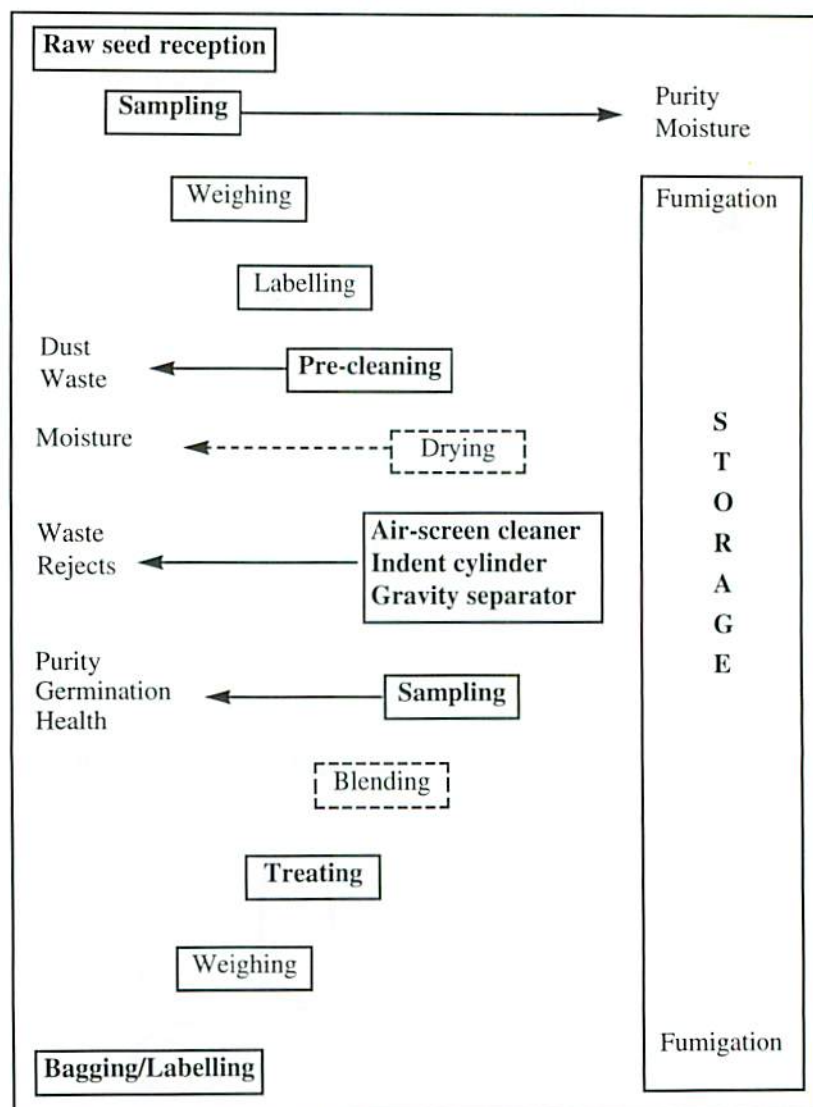 Raw seed reception
Sampling
Purity
Moisture
Weighing
Fumigation
Labelling
Dust
Waste
Pre-cleaning
Moisture
Drying
S
T
O
R
A
G
E
Waste
Rejects
Air-screen cleaner
Indent cylinder
Gravity separator
Purity
Germination
Health
Sampling
Blending
Treating
Weighing
Fumigation
Bagging/Labelling